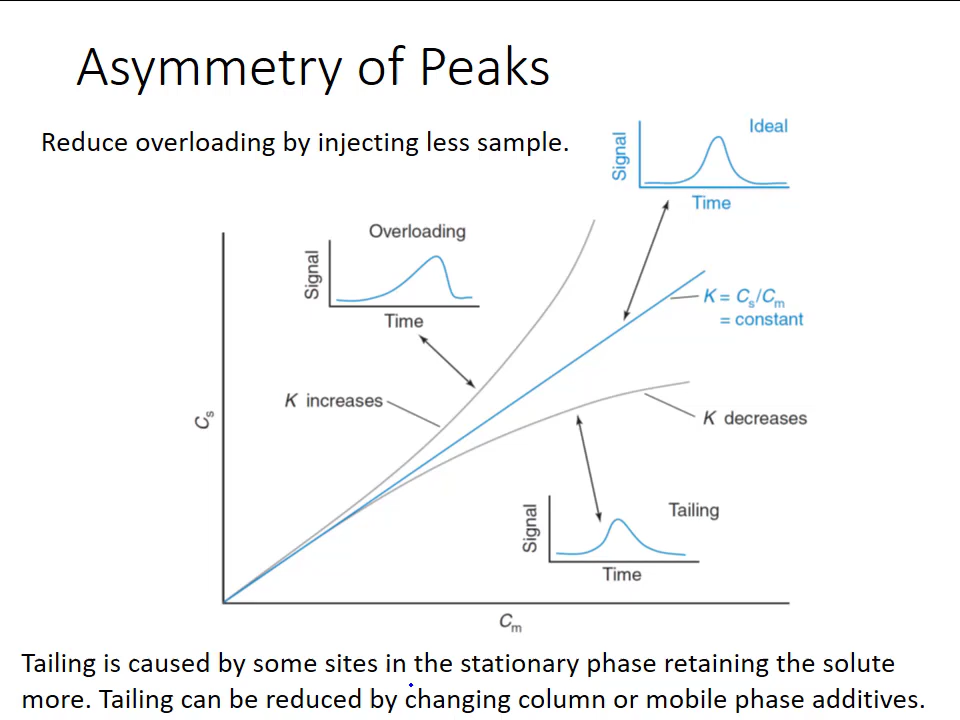 Asymmetry of Peaks
Reduce overloading by injecting less sample.
Ideal
Signal
Time
Overloading
Signal
Time
K = Cs/Cm
= constant
K increases
Cs
K decreases
Tailing
Signal
Time
Cm
Tailing is caused by some sites in the stationary phase retaining the solute
more. Tailing can be reduced by changing column or mobile phase additives.